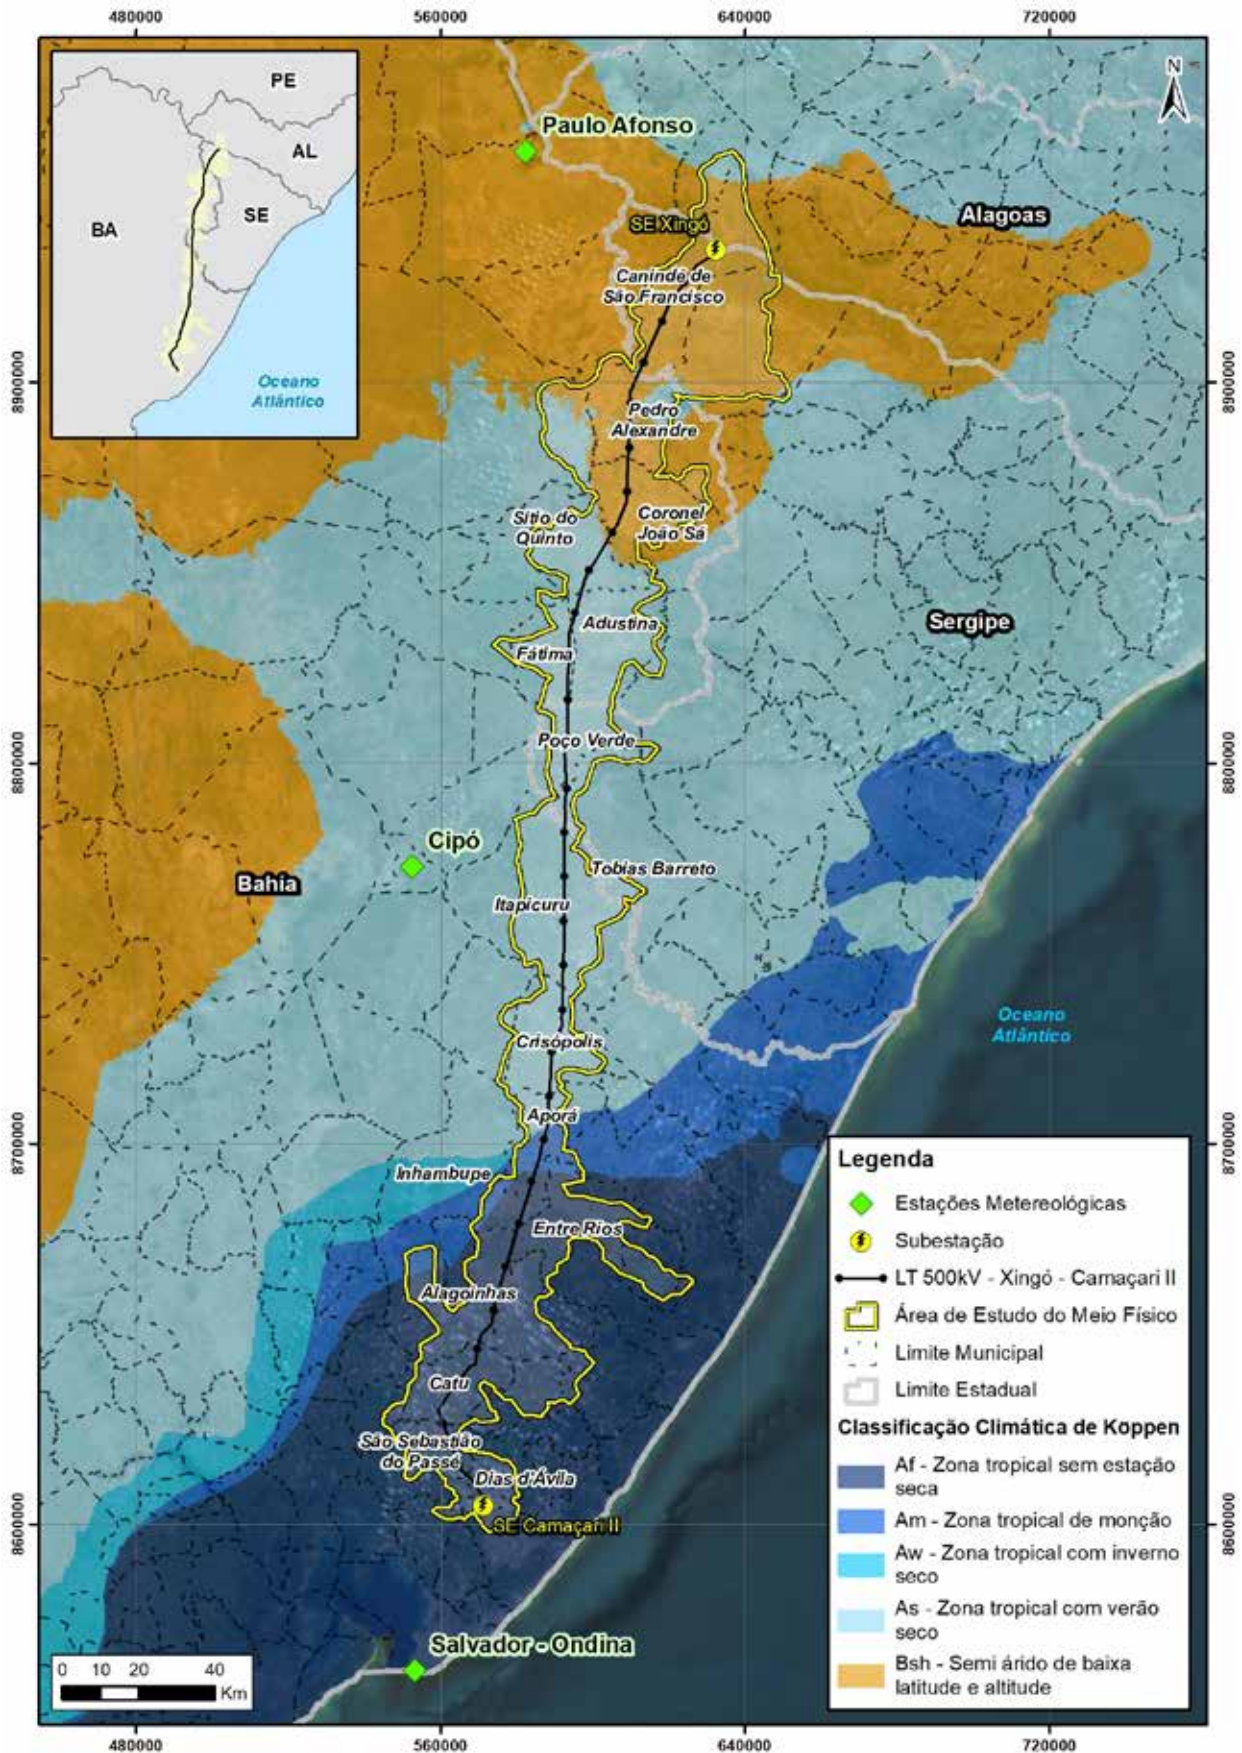 480000
560000
640000
720000
PE
AL
BA
SE
Oceano
Atlântico
N
Paulo Afonso
Alagoas
SE Xingó
Canindé de
São Francisco
8900000
8900000
Pedro
Alexandre
Sítio do
Quinto
Coronel
João Sá
Sergipe
Adustina
Fátima
Poço Verde
8800000
8800000
Cipó
Tobias Barreto
Bahia
Itapicuru
Oceano
Atlântico
Crisópolis
Aporá
8700000
8700000
Inhambupe
Entre Rios
Alagoinhas
Catu
São Sebastião
do Passé
Dias d'Ávila
SE Camaçari II
8600000
8600000
Salvador - Ondina
0 10 20 40
Km
Legenda
Estações Metereológicas
Subestação
LT 500kV - Xingó - Camaçari II
Área de Estudo do Meio Físico
Limite Municipal
Limite Estadual
Classificação Climática de Köppen
Af - Zona tropical sem estação
seca
Am - Zona tropical de monção
Aw - Zona tropical com inverno
seco
As - Zona tropical com verão
seco
Bsh - Semi árido de baixa
latitude e altitude
480000
560000
640000
720000